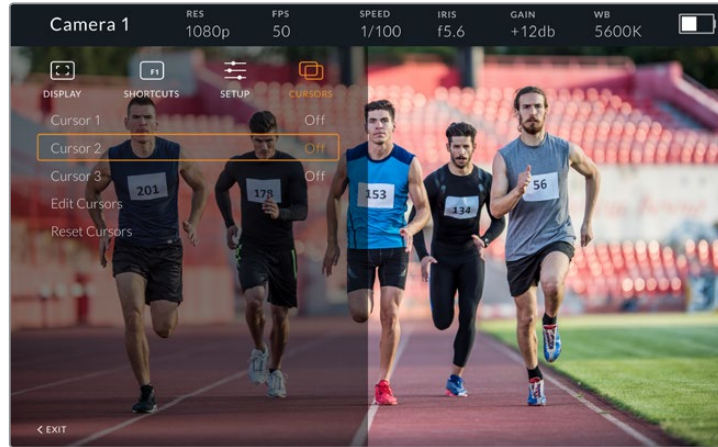 Camera 1
RES
1080p
FPS
50
SPEED
1/100
IRIS
f5.6
GAIN
+12db
WB
5600K
DISPLAY
F1
SHORTCUTS
SETUP
CURSORS
Cursor 1 Off
Cursor 2 Off
Cursor 3 Off
Edit Cursors
Reset Cursors
201
178
153
134
56
< EXIT